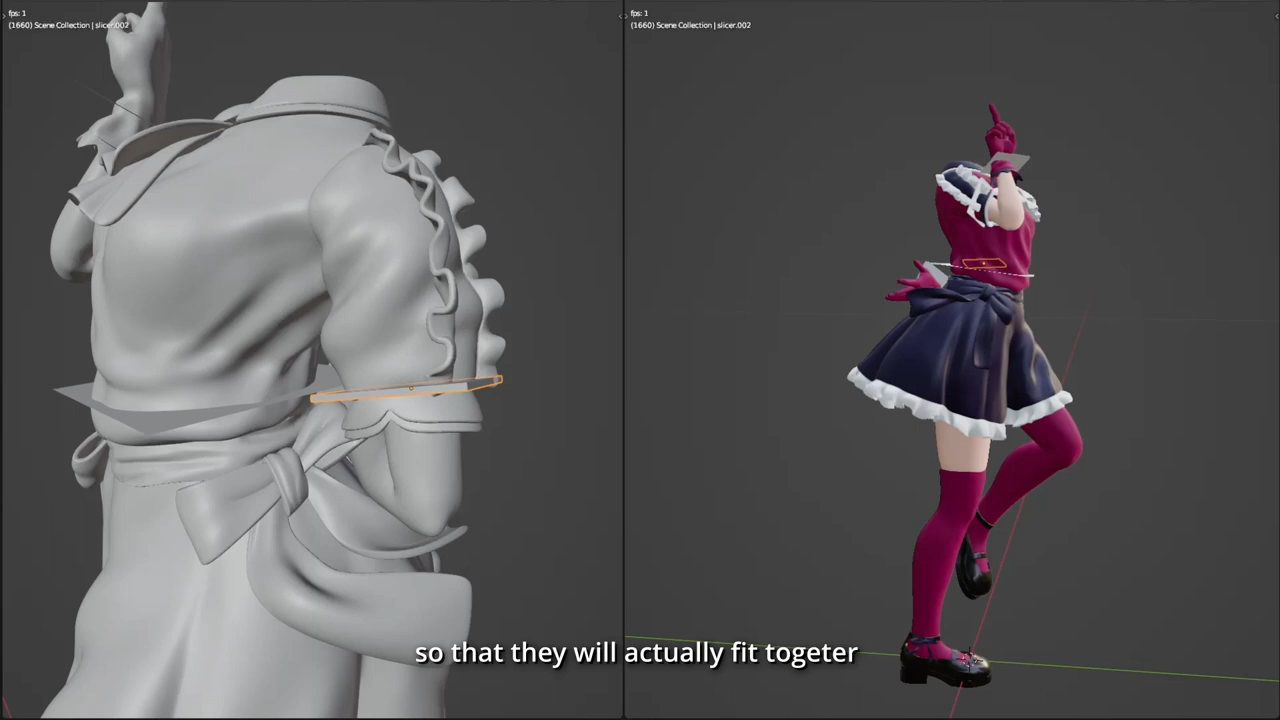 fps: 1
(1660) Scene Collection | slicer.002
fps: 1
(1660) Scene Collection | slicer.002
so that they will actually fit togeter